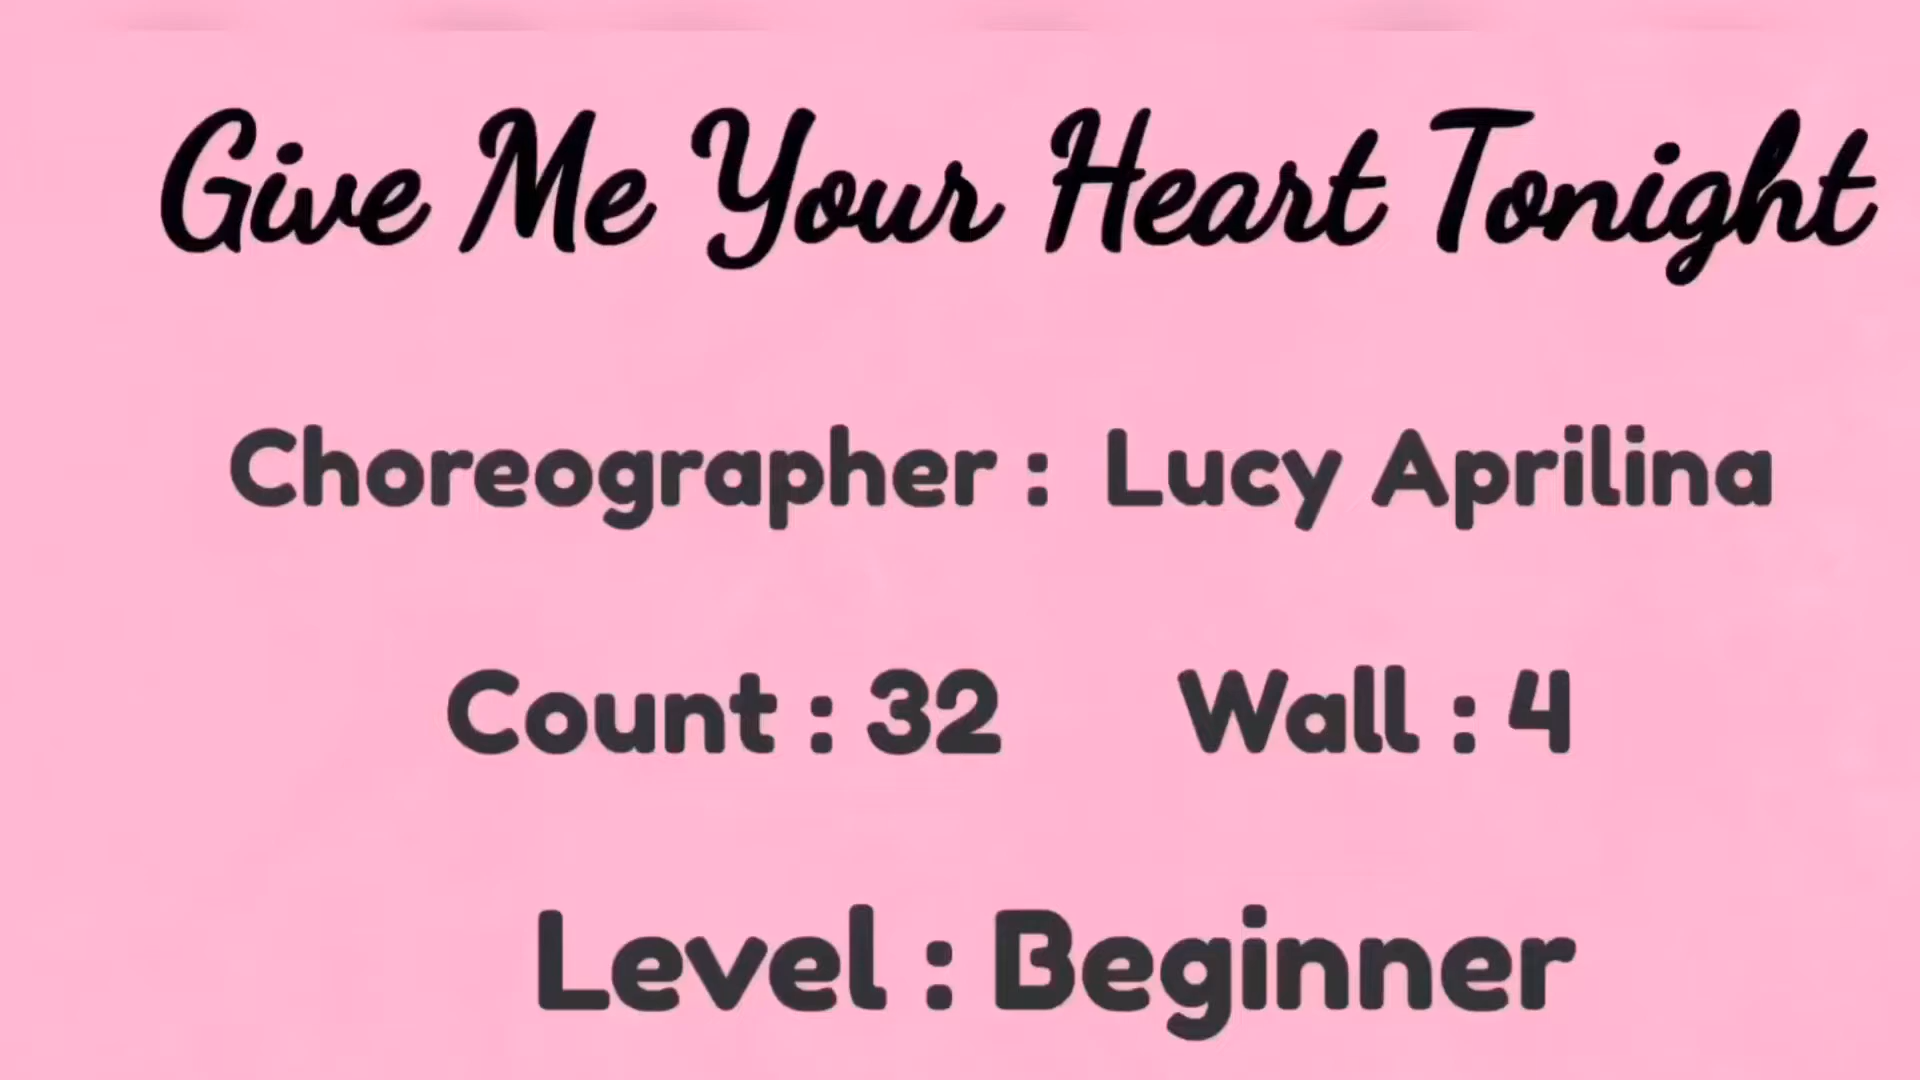 Give Me Your Heart Tonight
Choreographer : Lucy Aprilina
Count : 32 Wall : 4
Level : Beginner